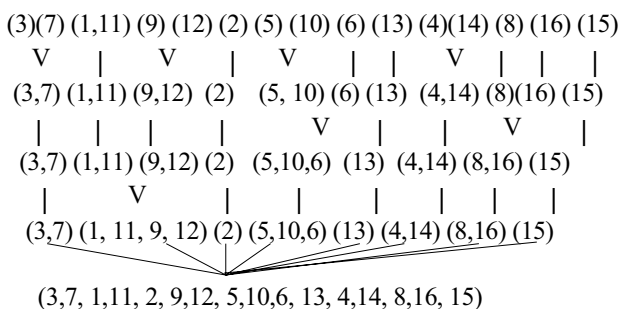 (3)(7) (1,11) (9) (12) (2) (5) (10) (6) (13) (4)(14) (8) (16) (15)
V | V | V | | V | | |
(3,7) (1,11) (9,12) (2) (5, 10) (6) (13) (4,14) (8)(16) (15)
| | | | V | | V |
(3,7) (1,11) (9,12) (2) (5,10,6) (13) (4,14) (8,16) (15)
| V | | | | | |
(3,7) (1, 11, 9, 12) (2) (5,10,6) (13) (4,14) (8,16) (15)
(3,7, 1,11, 2, 9,12, 5,10,6, 13, 4,14, 8,16, 15)